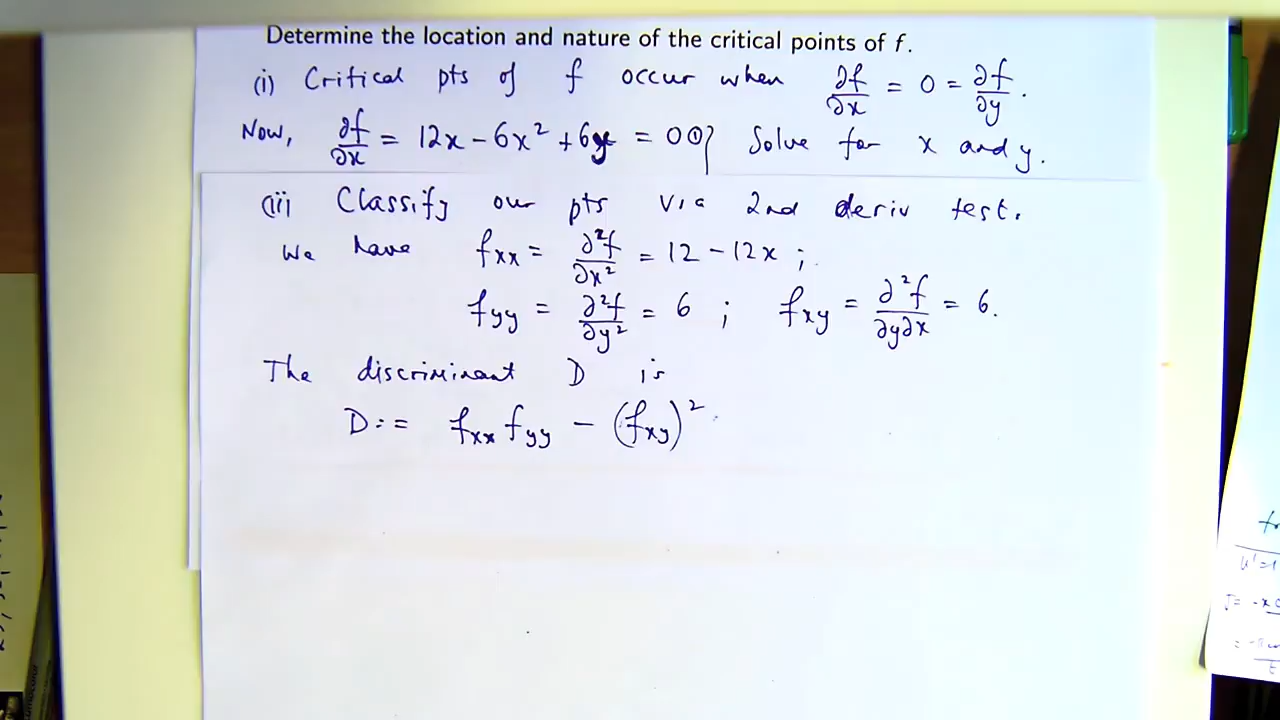 Determine the location and nature of the critical points of f.
(i) Critical pts of f occur when ∂f/∂x = 0 = ∂f/∂y.
Now, ∂f/∂x = 12x - 6x² + 6y = 0 ①} Solve for x and y.
(ii) Classify our pts via 2nd deriv test.
We have fxx = ∂²f/∂x² = 12 - 12x ;
fyy = ∂²f/∂y² = 6 ; fxy = ∂²f/∂y∂x = 6.
The discriminant D is
D := fxx fyy - (fxy)²